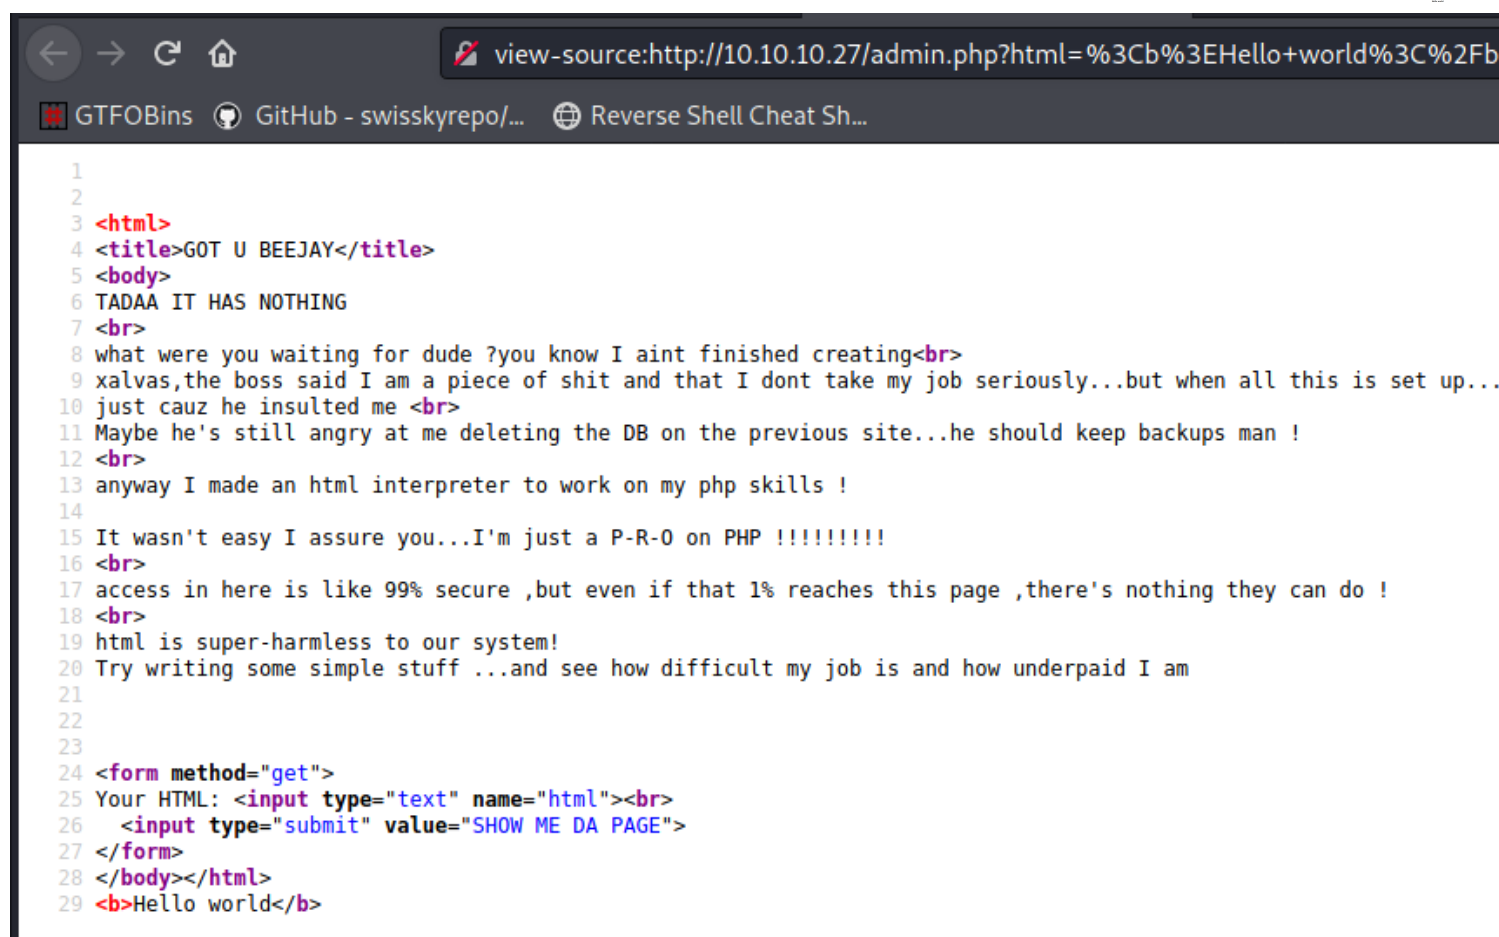 view-source:http://10.10.10.27/admin.php?html=%3Cb%3EHello+world%3C%2Fb
GTFOBins GitHub - swisskyrepo/... Reverse Shell Cheat Sh...
1
2
3 <html>
4 <title>GOT U BEEJAY</title>
5 <body>
6 TADAA IT HAS NOTHING
7 <br>
8 what were you waiting for dude ?you know I aint finished creating<br>
9 xalvas,the boss said I am a piece of shit and that I dont take my job seriously...but when all this is set up...
10 just cauz he insulted me <br>
11 Maybe he's still angry at me deleting the DB on the previous site...he should keep backups man !
12 <br>
13 anyway I made an html interpreter to work on my php skills !
14
15 It wasn't easy I assure you...I'm just a P-R-O on PHP !!!!!!!!!
16 <br>
17 access in here is like 99% secure ,but even if that 1% reaches this page ,there's nothing they can do !
18 <br>
19 html is super-harmless to our system!
20 Try writing some simple stuff ...and see how difficult my job is and how underpaid I am
21
22
23
24 <form method="get">
25 Your HTML: <input type="text" name="html"><br>
26 <input type="submit" value="SHOW ME DA PAGE">
27 </form>
28 </body></html>
29 <b>Hello world</b>